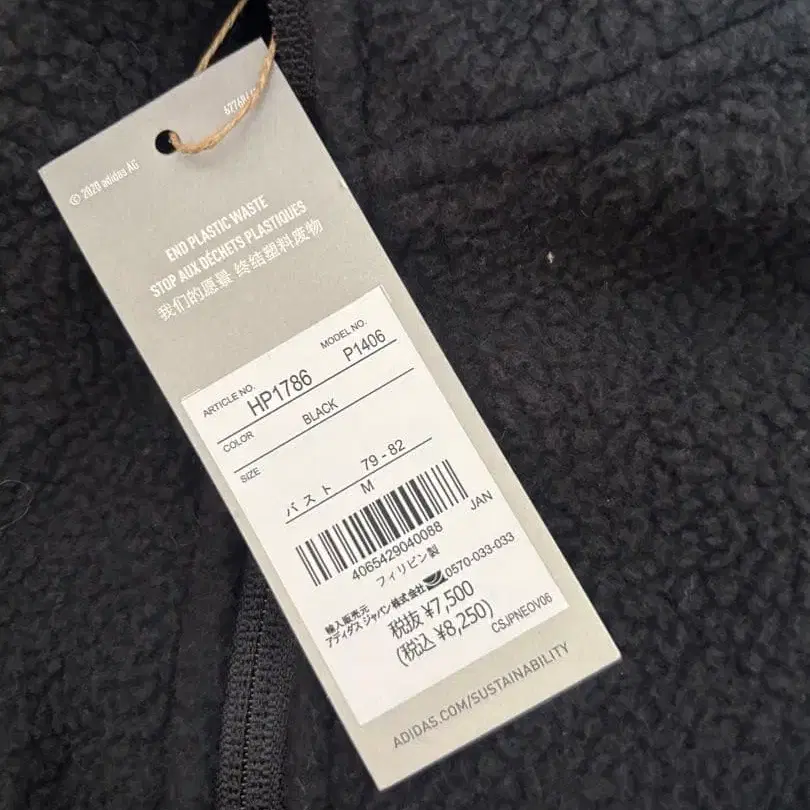 © 2020 adidas AG
END PLASTIC WASTE
STOP AUX DÉCHETS PLASTIQUES
我们的愿景 终结塑料废物
ARTICLE NO. MODEL NO.
HP1786 P1406
COLOR BLACK
SIZE
バスト 79 - 82
M
JAN
4065429040088
フィリピン製
輸入販売元
アディダス ジャパン株式会社 0570-033-033
税抜 ¥7,500
(税込 ¥8,250)
CSJPNEOV06
ADIDAS.COM/SUSTAINABILITY